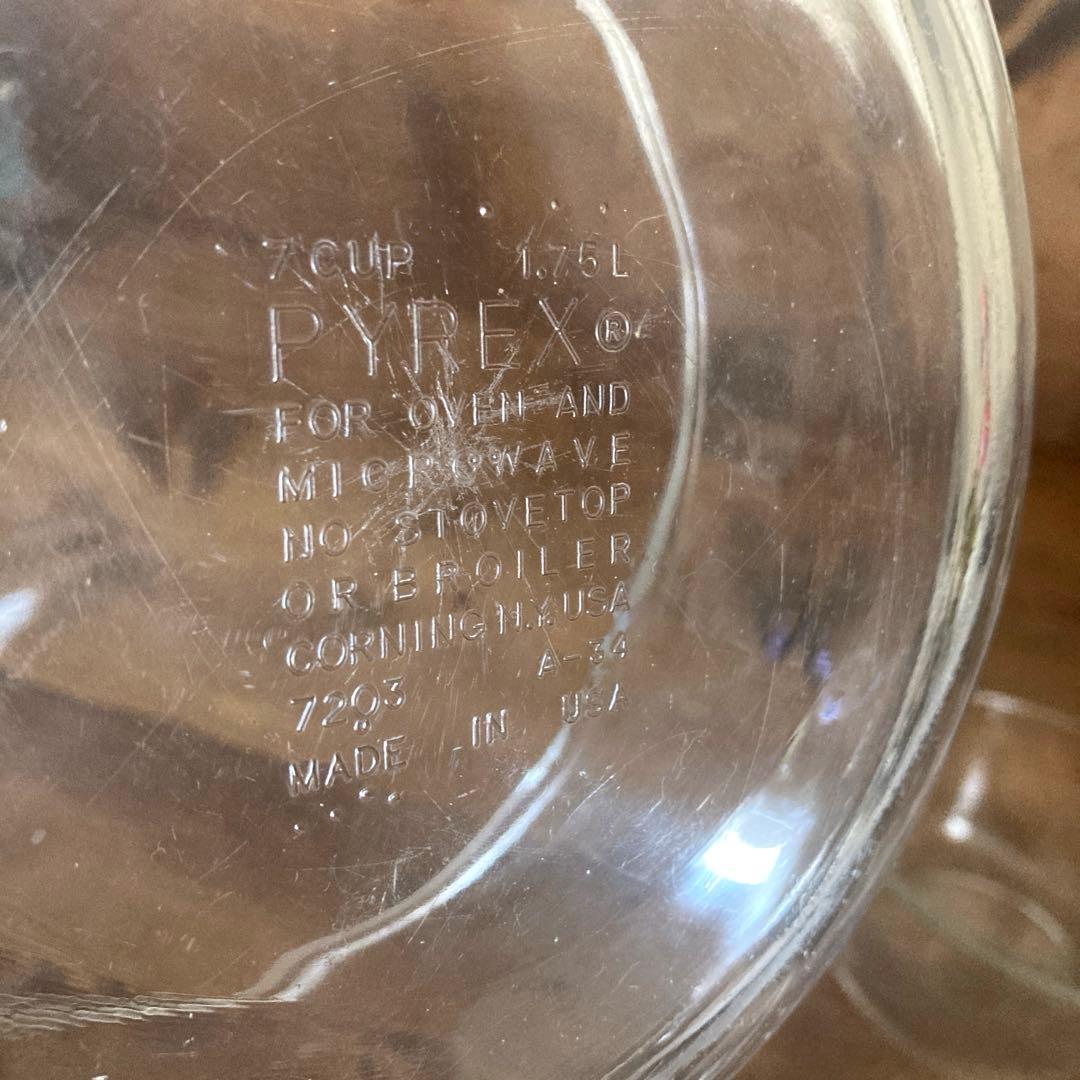 7 CUP 1.75 L
PYREX ®
FOR OVEN AND
MICROWAVE
NO STOVETOP
OR BROILER
CORNING N.Y. USA
A-34
7203
MADE IN USA